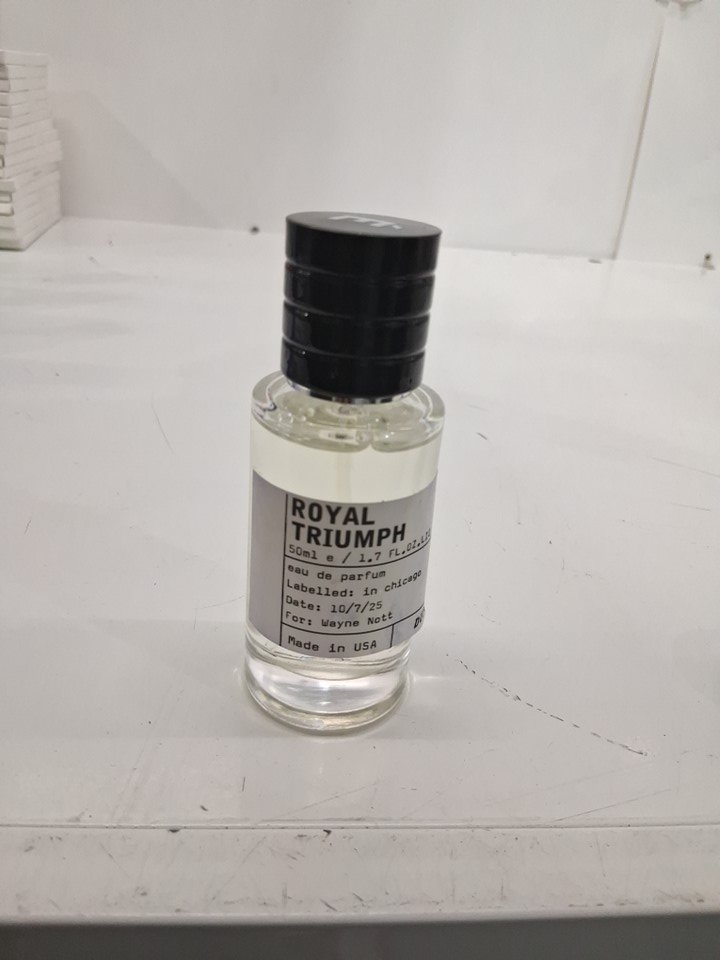 ROYAL
TRIUMPH
50ml e / 1.7 FL.OZ.
eau de parfum
Labelled: in chicago
Date: 10/7/25
For: Wayne Nott
Made in USA